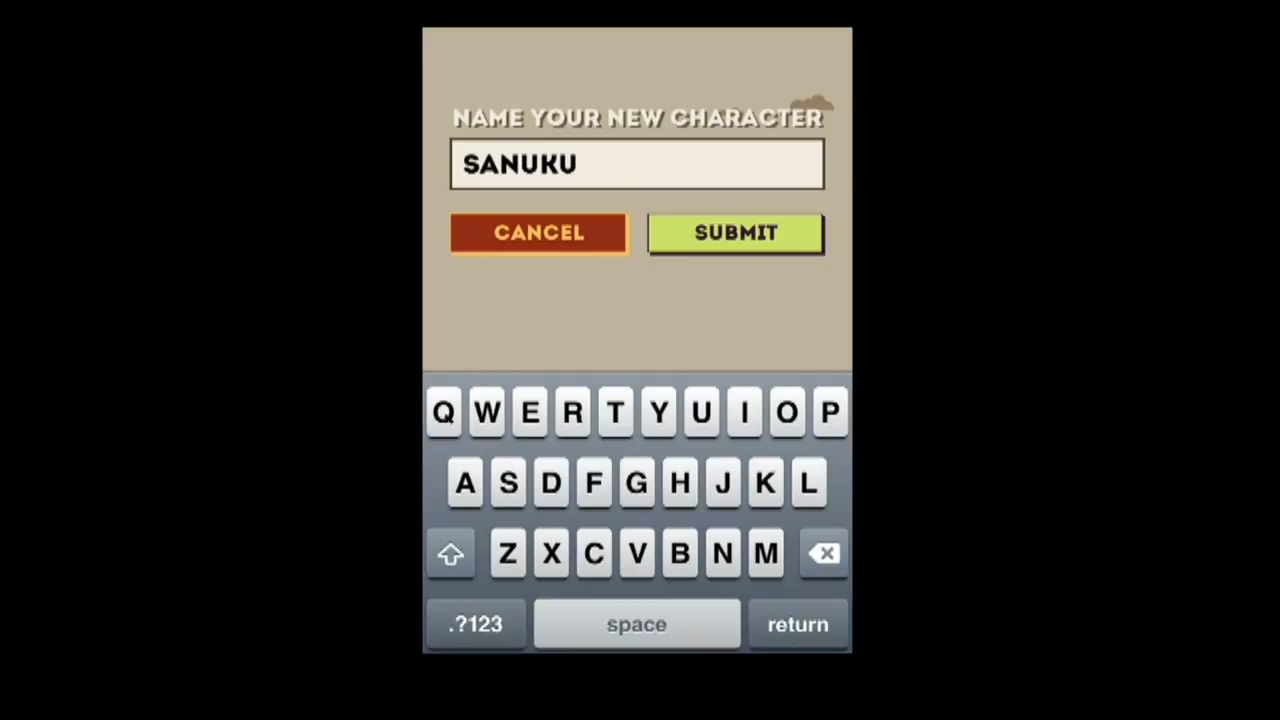 NAME YOUR NEW CHARACTER
SANUKU
CANCEL SUBMIT
Q W E R T Y U I O P
A S D F G H J K L
Z X C V B N M
.?123 space return